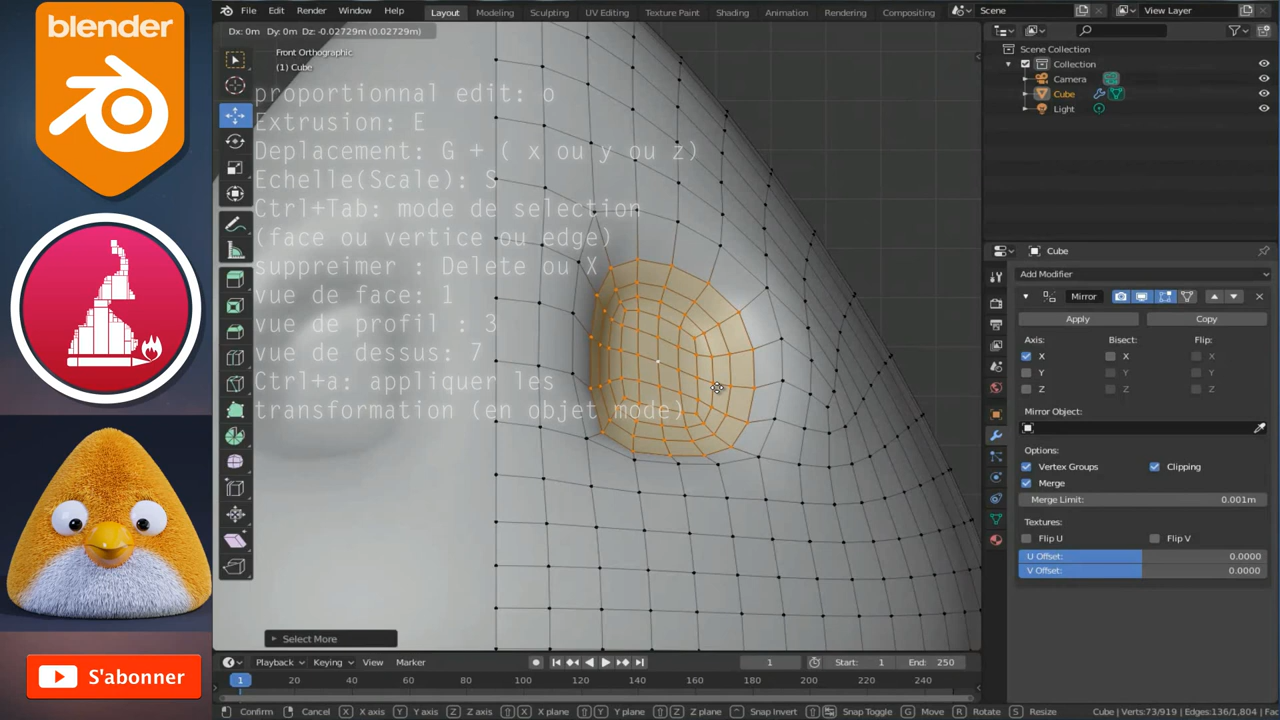 blender
S'abonner
File Edit Render Window Help
Layout Modeling Sculpting UV Editing Texture Paint Shading Animation Rendering Compositing
Scene
View Layer
Dx: 0m Dy: 0m Dz: -0.02729m (0.02729m)
Front Orthographic
(1) Cube
proportionnal edit: o
Extrusion: E
Deplacement: G + ( x ou y ou z)
Echelle(Scale): S
Ctrl+Tab: mode de selection
(face ou vertice ou edge)
suppreimer : Delete ou X
vue de face: 1
vue de profil : 3
vue de dessus: 7
Ctrl+a: appliquer les
transformation (en objet mode)
Select More
Scene Collection
Collection
Camera
Cube
Light
Cube
Add Modifier
Mirror
Apply
Copy
Axis: Bisect: Flip:
X X X
Y Y Y
Z Z Z
Mirror Object:
Options:
Vertex Groups Clipping
Merge
Merge Limit: 0.001m
Textures:
Flip U Flip V
U Offset: 0.0000
V Offset: 0.0000
Playback Keying View Marker
1 Start: 1 End: 250
1 20 40 60 80 100 120 140 160 180 200 220 240
Confirm X Cancel X X axis Y Y axis Z Z axis X X plane Y Y plane Z Z plane Snap Invert Snap Toggle G Move R Rotate S Resize
Cube | Verts:73/919 | Edges:136/1,804 | Fac